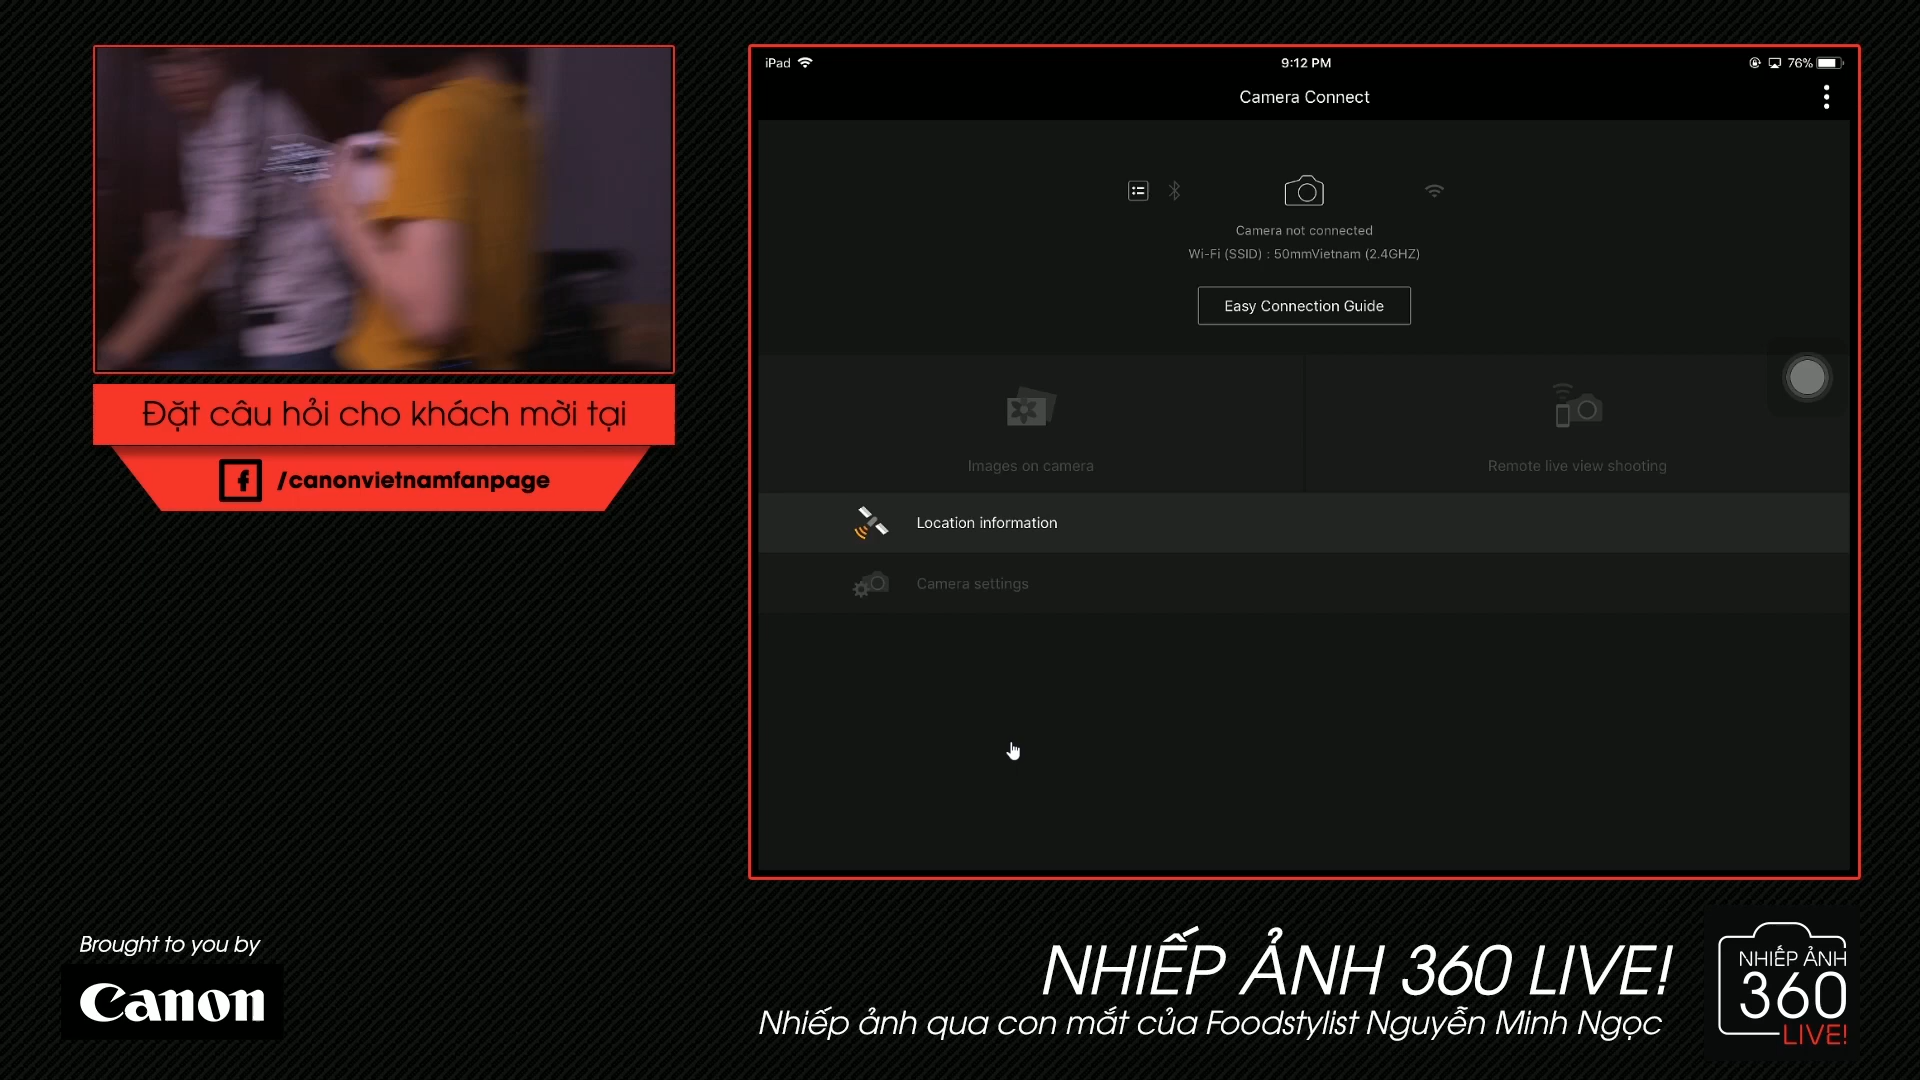 iPad
9:12 PM
76%
Camera Connect
Camera not connected
Wi-Fi (SSID) : 50mmVietnam (2.4GHZ)
Easy Connection Guide
Images on camera
Remote live view shooting
Location information
Camera settings
Đặt câu hỏi cho khách mời tại
f /canonvietnamfanpage
Brought to you by
Canon
NHIẾP ẢNH 360 LIVE!
Nhiếp ảnh qua con mắt của Foodstylist Nguyễn Minh Ngọc
NHIẾP ẢNH
360
LIVE!